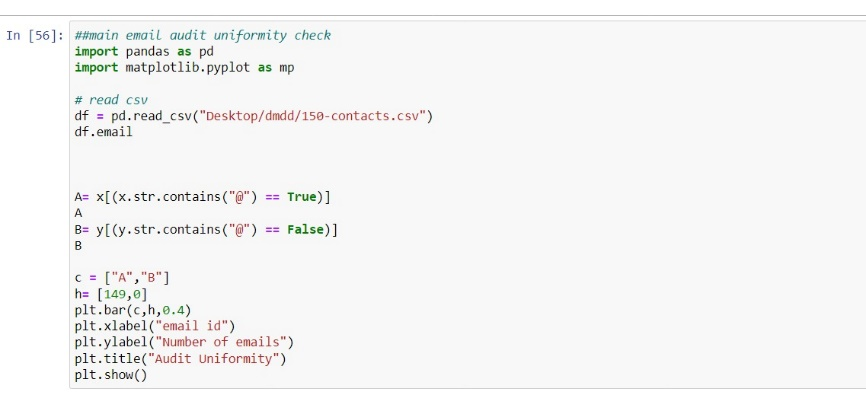 In [56]: ##main email audit uniformity check
import pandas as pd
import matplotlib.pyplot as mp
# read csv
df = pd.read_csv("Desktop/dmdd/150-contacts.csv")
df.email
A= x[(x.str.contains("@") == True)]
A
B= y[(y.str.contains("@") == False)]
B
c = ["A","B"]
h= [149,0]
plt.bar(c,h,0.4)
plt.xlabel("email id")
plt.ylabel("Number of emails")
plt.title("Audit Uniformity")
plt.show()